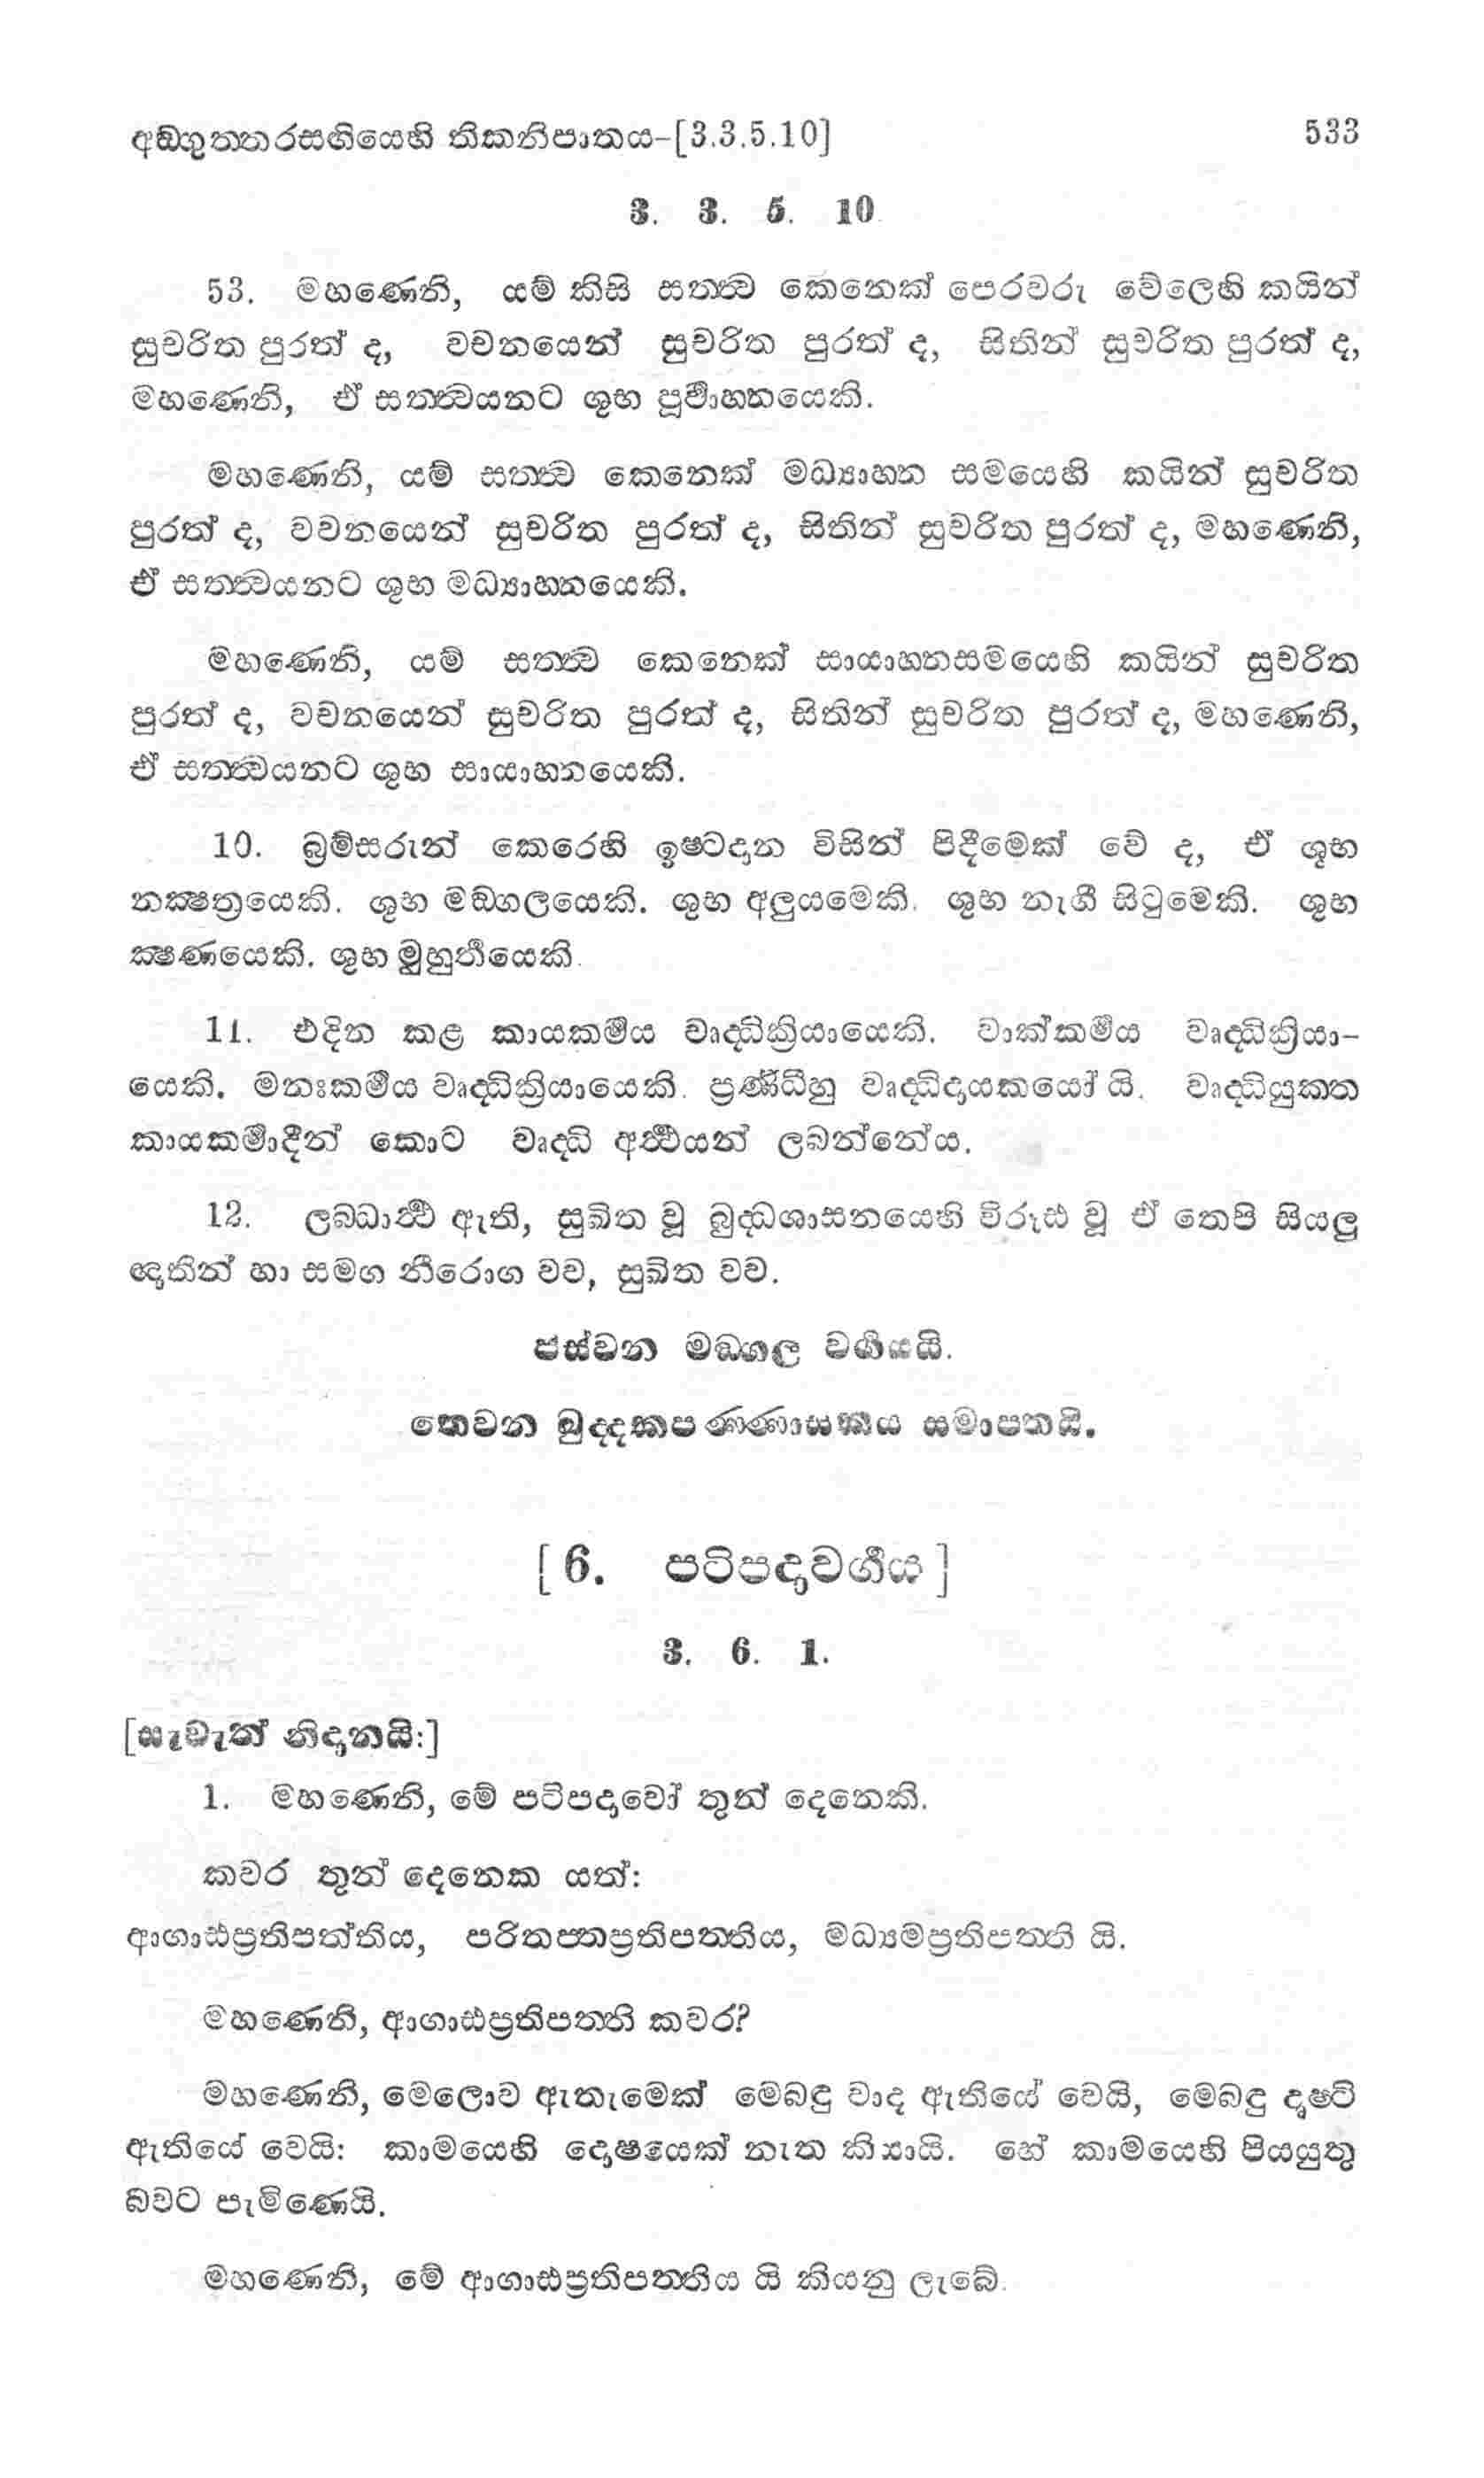 අඞ්ගුත්තරසඟියෙහි තිකනිපාතය-[3.3.5.10] 533
3. 3. 5. 10
53. මහණෙනි, යම් කිසි සත්ත්ව කෙනෙක් පෙරවරු වේලෙහි කයින්
සුචරිත පුරත් ද, වචනයෙන් සුචරිත පුරත් ද, සිතින් සුචරිත පුරත් ද,
මහණෙනි, ඒ සත්ත්වයනට ශුභ පූර්වාහ්නයෙකි.
මහණෙනි, යම් සත්ත්ව කෙනෙක් මධ්‍යාහ්න සමයෙහි කයින් සුචරිත
පුරත් ද, වචනයෙන් සුචරිත පුරත් ද, සිතින් සුචරිත පුරත් ද, මහණෙනි,
ඒ සත්ත්වයනට ශුභ මධ්‍යාහ්නයෙකි.
මහණෙනි, යම් සත්ත්ව කෙනෙක් සායාහ්නසමයෙහි කයින් සුචරිත
පුරත් ද, වචනයෙන් සුචරිත පුරත් ද, සිතින් සුචරිත පුරත් ද, මහණෙනි,
ඒ සත්ත්වයනට ශුභ සායාහ්නයෙකි.
10. බ්‍රම්සරුන් කෙරෙහි ඉෂ්ටදාන විසින් පිදීමෙක් වේ ද, ඒ ශුභ
නක්‍ෂත්‍රයෙකි. ශුභ මඞ්ගලයෙකි. ශුභ අලුයමෙකි. ශුභ නැගී සිටුමෙකි. ශුභ
ක්‍ෂණයෙකි. ශුභ මුහුර්තයෙකි.
11. එදින කළ කායකර්මය වෘද්ධික්‍රියායෙකි. වාක්කර්මය වෘද්ධික්‍රියා-
යෙකි. මනඃකර්මය වෘද්ධික්‍රියායෙකි. ප්‍රණිධීහු වෘද්ධිදායකයෝ යි. වෘද්ධියුක්ත
කායකර්මාදීන් කොට වෘද්ධි අර්ථයන් ලබන්නේය.
12. ලබ්ධාර්ථ ඇති, සුඛිත වූ බුද්ධශාසනයෙහි විරූඪ වූ ඒ තෙපි සියලු
ඥාතින් හා සමග නීරොග වව, සුඛිත වව.
පස්වන මඞ්ගල වර්ගයයි.
තෙවන ඛුද්දකපණ්ණාසකය සමාප්තයි.
[6. පටිපදාවර්ගය]
3. 6. 1.
[සැවැත් නිදානයි:]
1. මහණෙනි, මේ පටිපදාවෝ තුන් දෙනෙකි.
කවර තුන් දෙනෙක යත්:
ආගාඪප්‍රතිපත්තිය, පරිතප්තප්‍රතිපත්තිය, මධ්‍යමප්‍රතිපත්ති යි.
මහණෙනි, ආගාඪප්‍රතිපත්ති කවර?
මහණෙනි, මෙලොව ඇතැමෙක් මෙබඳු වාද ඇතියේ වෙයි, මෙබඳු දෘෂ්ටි
ඇතියේ වෙයි: කාමයෙහි දොෂයෙක් නැත කියායි. හේ කාමයෙහි පියයුතු
බවට පැමිණෙයි.
මහණෙනි, මේ ආගාඪප්‍රතිපත්තිය යි කියනු ලැබේ.